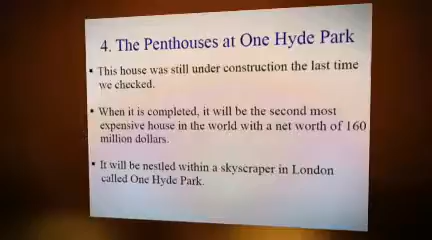 4. The Penthouses at One Hyde Park
▪ This house was still under construction the last time
we checked.
▪ When it is completed, it will be the second most
expensive house in the world with a net worth of 160
million dollars.
▪ It will be nestled within a skyscraper in London
called One Hyde Park.